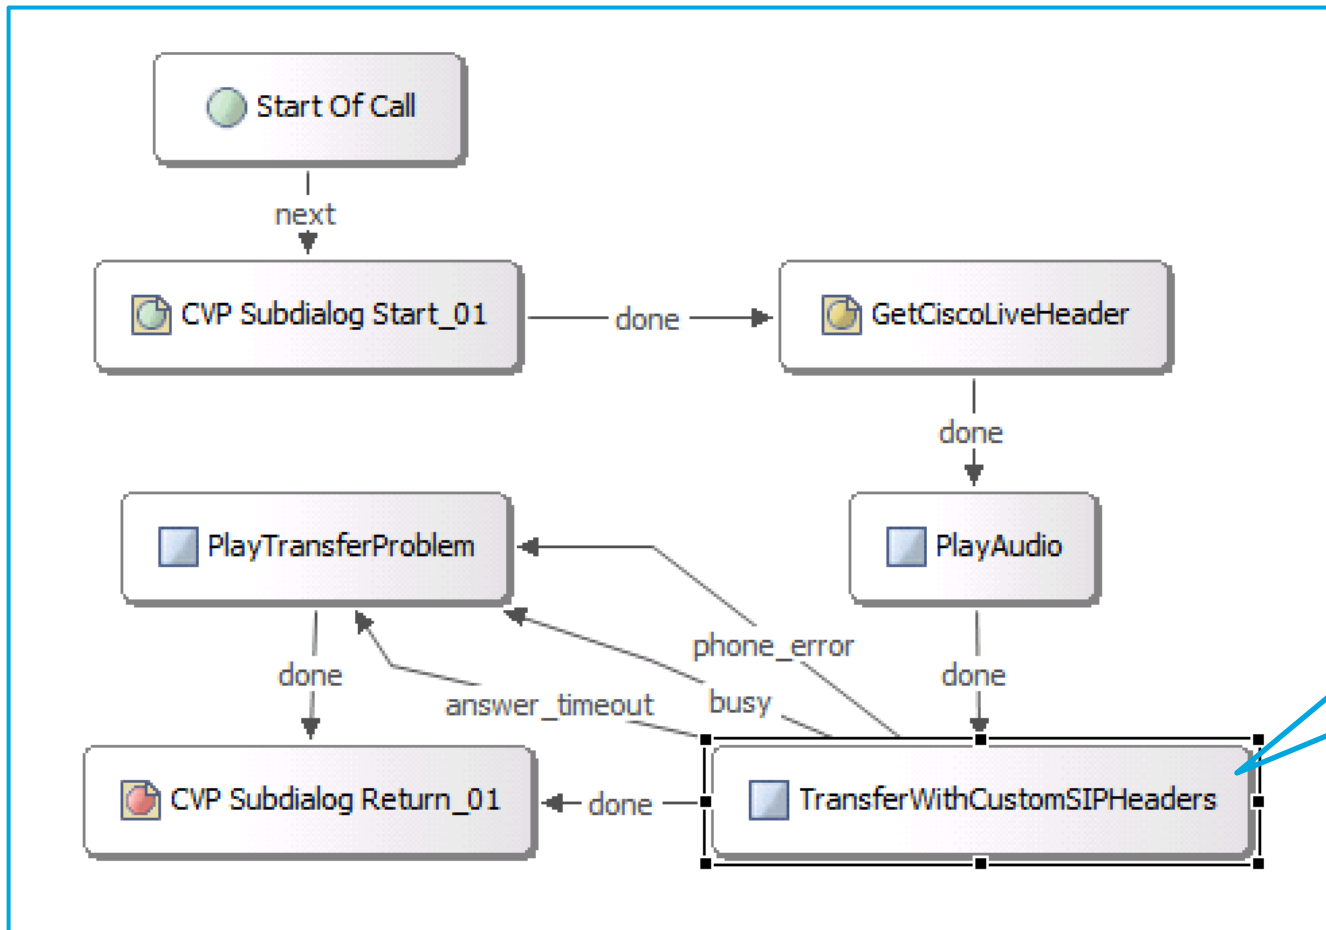 Start Of Call
next
CVP Subdialog Start_01
done
GetCiscoLiveHeader
done
PlayTransferProblem
PlayAudio
phone_error
done
done
answer_timeout
busy
CVP Subdialog Return_01
done
TransferWithCustomSIPHeaders